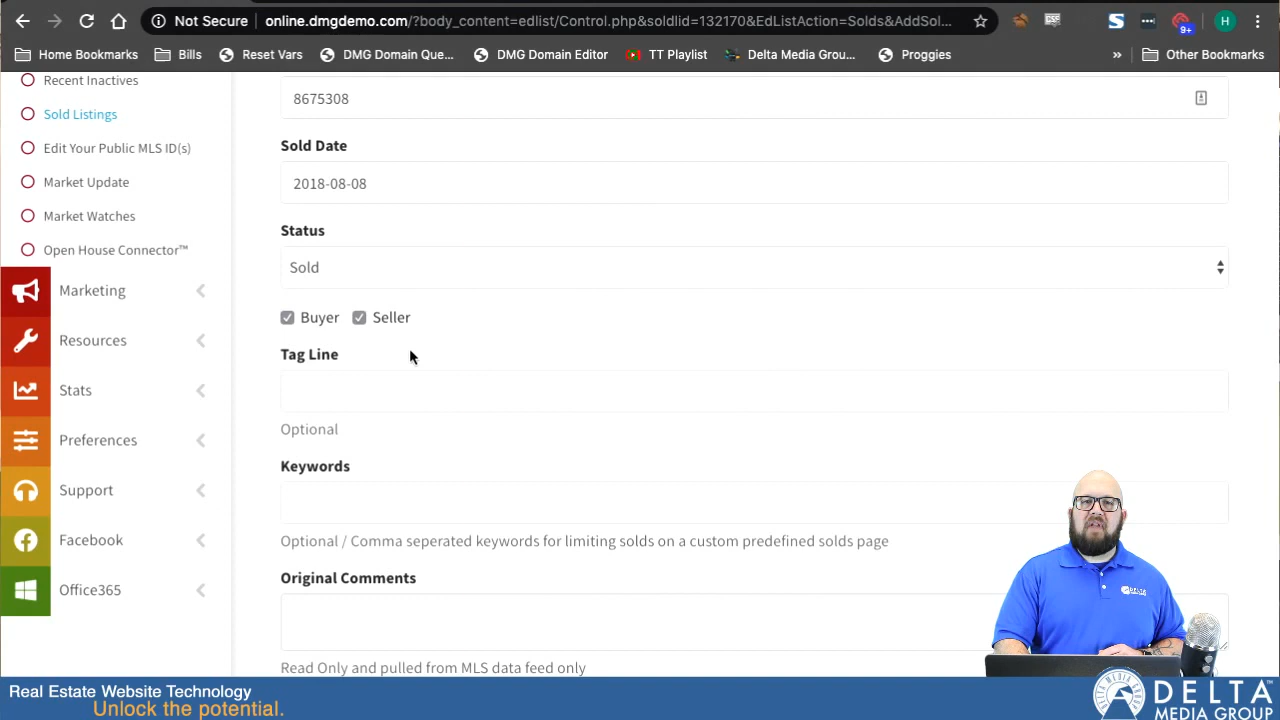 Not Secure
online.dmgdemo.com/?body_content=edlist/Control.php&soldlid=132170&EdListAction=Solds&AddSol...
CSF
S
9+
H
Home Bookmarks
Bills
Reset Vars
DMG Domain Que...
DMG Domain Editor
TT Playlist
Delta Media Grou...
Proggies
»
Other Bookmarks
Recent Inactives
Sold Listings
Edit Your Public MLS ID(s)
Market Update
Market Watches
Open House Connector™
Marketing
Resources
Stats
Preferences
Support
Facebook
Office365
8675308
Sold Date
2018-08-08
Status
Sold
Buyer
Seller
Tag Line
Optional
Keywords
Optional / Comma seperated keywords for limiting solds on a custom predefined solds page
Original Comments
Read Only and pulled from MLS data feed only
DELTA
Real Estate Website Technology
Unlock the potential.
DELTA™
MEDIA GROUP